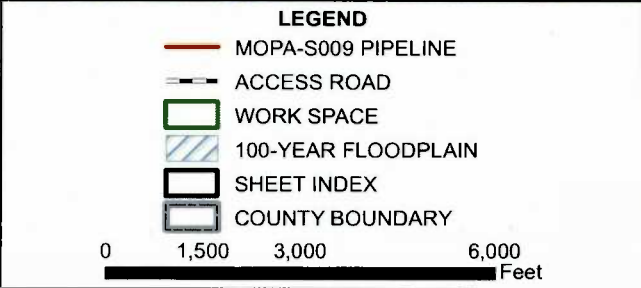 LEGEND
MOPA-S009 PIPELINE
ACCESS ROAD
WORK SPACE
100-YEAR FLOODPLAIN
SHEET INDEX
COUNTY BOUNDARY
0 1,500 3,000 6,000
Feet